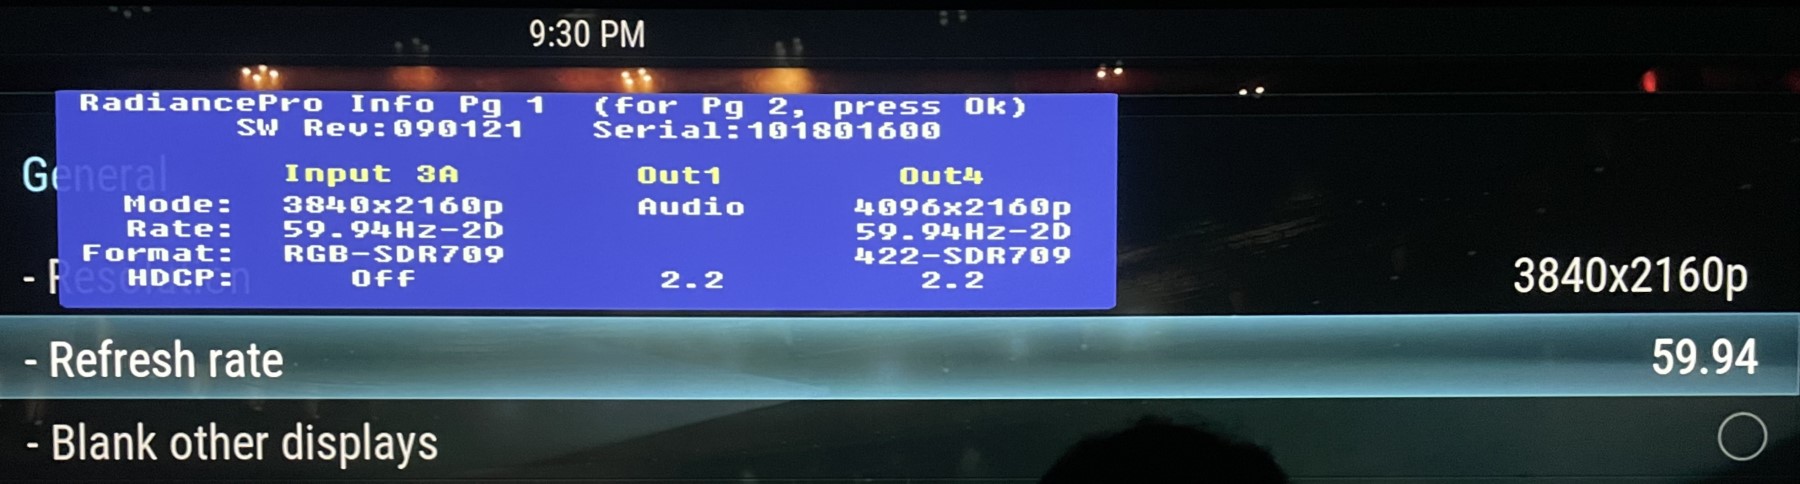 9:30 PM
RadiancePro Info Pg 1 (for Pg 2, press Ok)
SW Rev:090121 Serial:101801600
General
Input 3A Out1 Out4
Mode: 3840x2160p Audio 4096x2160p
Rate: 59.94Hz-2D 59.94Hz-2D
Format: RGB-SDR709 422-SDR709
HDCP: Off 2.2 2.2
- Resolution 3840x2160p
- Refresh rate 59.94
- Blank other displays